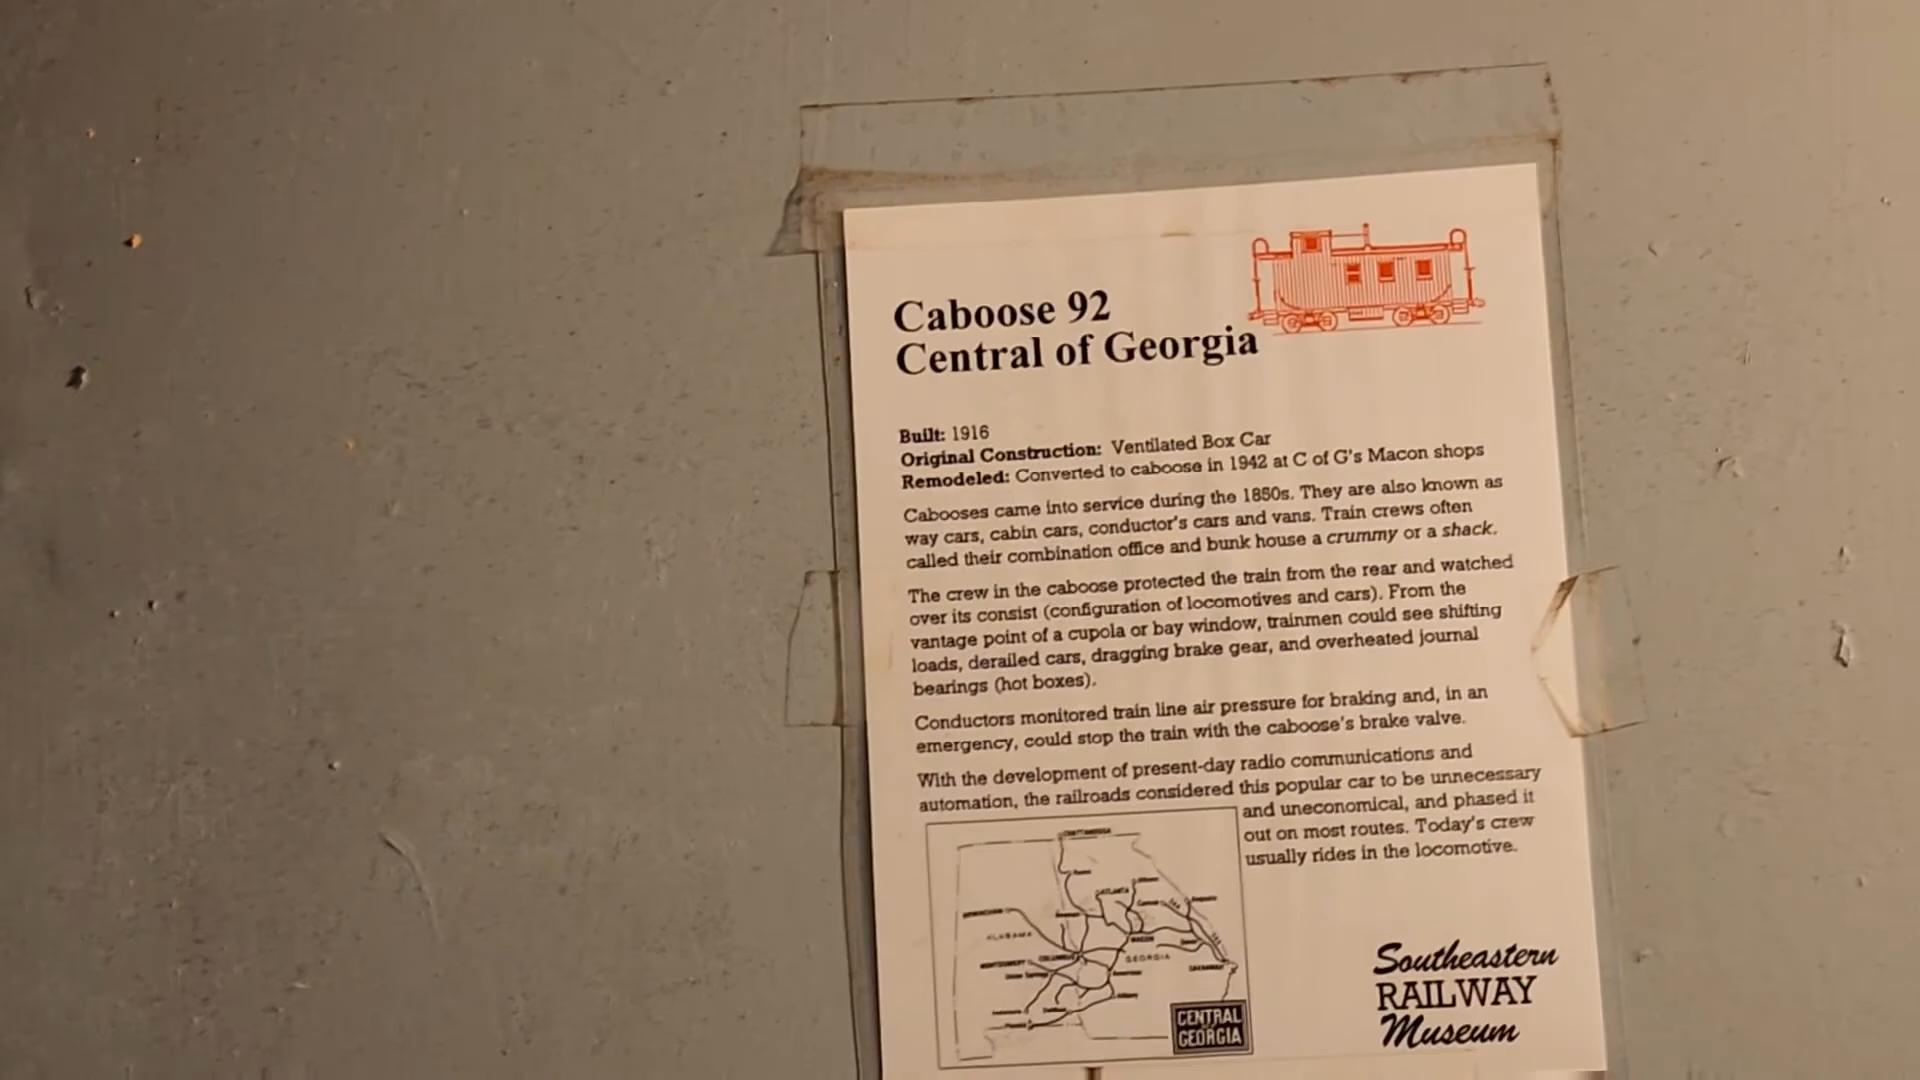 Caboose 92
Central of Georgia
Built: 1916
Original Construction: Ventilated Box Car
Remodeled: Converted to caboose in 1942 at C of G's Macon shops
Cabooses came into service during the 1850s. They are also known as
way cars, cabin cars, conductor's cars and vans. Train crews often
called their combination office and bunk house a crummy or a shack.
The crew in the caboose protected the train from the rear and watched
over its consist (configuration of locomotives and cars). From the
vantage point of a cupola or bay window, trainmen could see shifting
loads, derailed cars, dragging brake gear, and overheated journal
bearings (hot boxes).
Conductors monitored train line air pressure for braking and, in an
emergency, could stop the train with the caboose's brake valve.
With the development of present-day radio communications and
automation, the railroads considered this popular car to be unnecessary
and uneconomical, and phased it
out on most routes. Today's crew
usually rides in the locomotive.
CHATTANOOGA
ATLANTA
BIRMINGHAM
ALABAMA
MACON
COLUMBUS
GEORGIA
MONTGOMERY
SAVANNAH
CENTRAL
OF
GEORGIA
Southeastern
RAILWAY
Museum